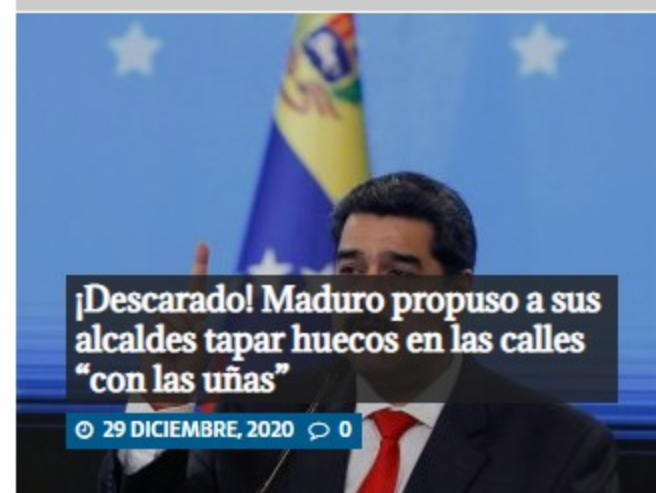 ¡Descarado! Maduro propuso a sus
alcaldes tapar huecos en las calles
“con las uñas”
29 DICIEMBRE, 2020 0